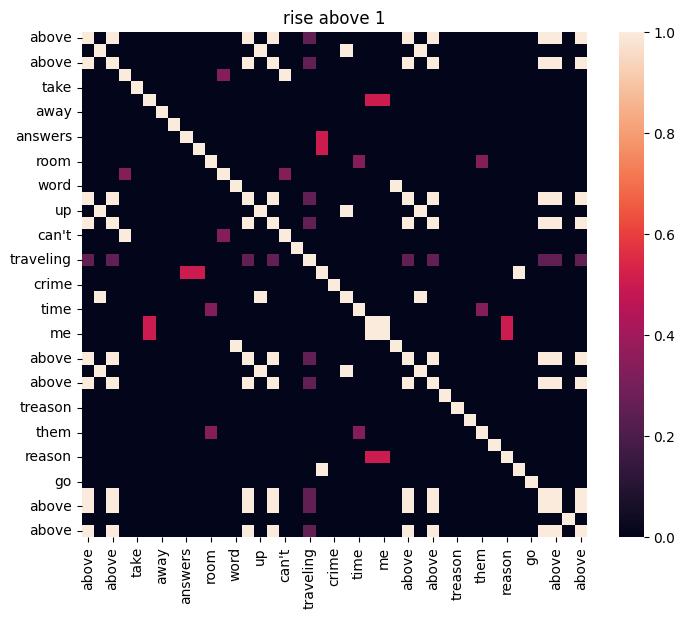 rise above 1
above
above
take
away
answers
room
word
up
can't
traveling
crime
time
me
above
above
treason
them
reason
go
above
above
1.0
0.8
0.6
0.4
0.2
0.0
above
above
take
away
answers
room
word
up
can't
traveling
crime
time
me
above
above
treason
them
reason
go
above
above